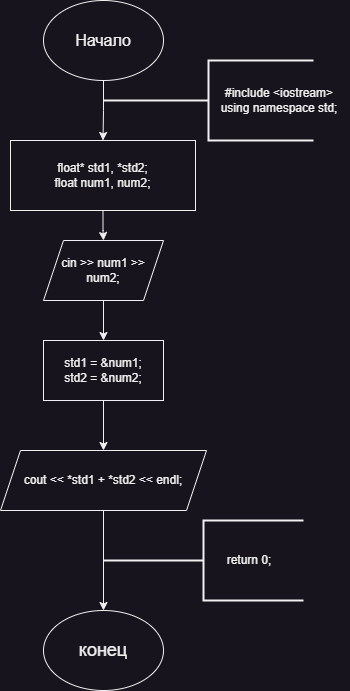 Начало
#include <iostream>
using namespace std;
float* std1, *std2;
float num1, num2;
cin >> num1 >>
num2;
std1 = &num1;
std2 = &num2;
cout << *std1 + *std2 << endl;
return 0;
конец